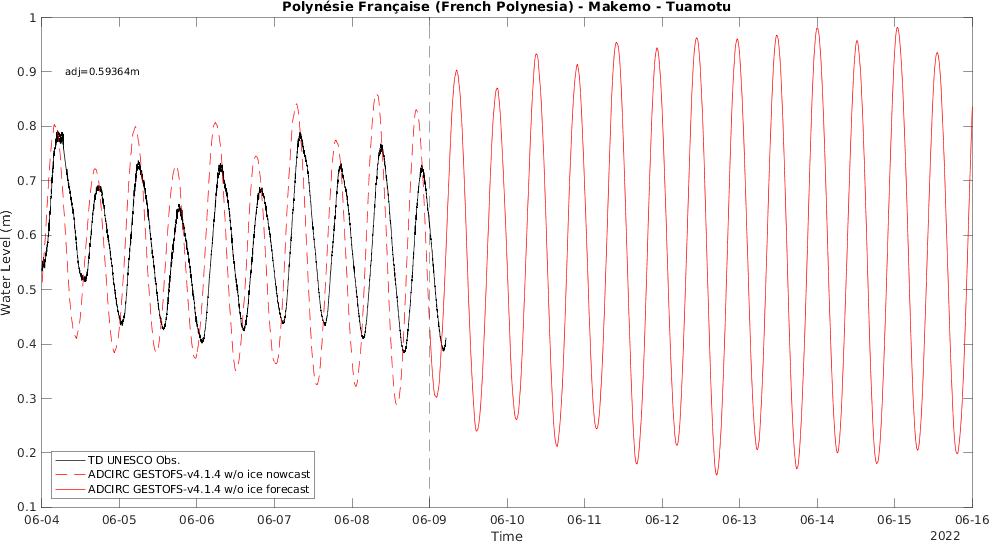 Polynésie Française (French Polynesia) - Makemo - Tuamotu
1
0.9
adj=0.59364m
0.8
0.7
0.6
0.5
0.4
0.3
0.2
0.1
Water Level (m)
TD UNESCO Obs.
ADCIRC GESTOFS-v4.1.4 w/o ice nowcast
ADCIRC GESTOFS-v4.1.4 w/o ice forecast
06-04 06-05 06-06 06-07 06-08 06-09 06-10 06-11 06-12 06-13 06-14 06-15 06-16
Time
2022